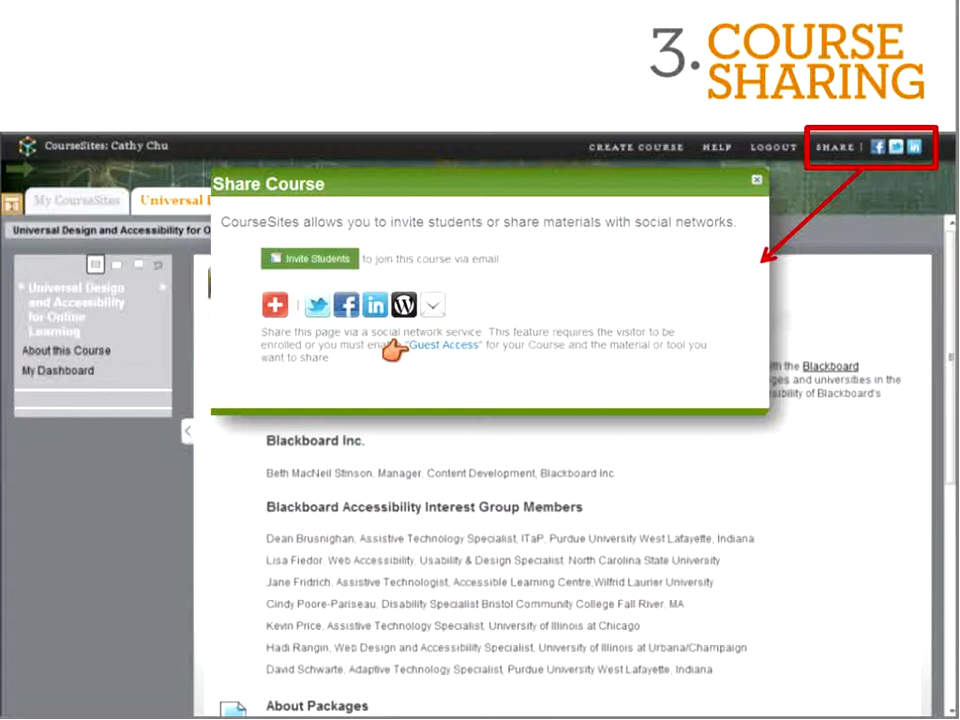 3. COURSE
SHARING
CourseSites: Cathy Chu
CREATE COURSE HELP LOGOUT SHARE |
Share Course
My CourseSites
Universal
CourseSites allows you to invite students or share materials with social networks.
Universal Design and Accessibility for O
Invite Students to join this course via email
Universal Design
and Accessibility
for Online
Learning
About this Course
My Dashboard
Share this page via a social network service. This feature requires the visitor to be
enrolled or you must "Guest Access" for your Course and the material or tool you
want to share
the Blackboard
ges and universities in the
sibility of Blackboard's
Blackboard Inc.
Beth MacNeil Stinson, Manager, Content Development, Blackboard Inc
Blackboard Accessibility Interest Group Members
Dean Brusnighan, Assistive Technology Specialist, ITaP, Purdue University West Lafayette, Indiana
Lisa Fiedor, Web Accessibility, Usability & Design Specialist, North Carolina State University
Jane Fridrich, Assistive Technologist, Accessible Learning Centre,Wilfrid Laurier University
Cindy Poore-Pariseau, Disability Specialist Bristol Community College Fall River, MA
Kevin Price, Assistive Technology Specialist, University of Illinois at Chicago
Hadi Rangin, Web Design and Accessibility Specialist, University of Illinois at Urbana/Champaign
David Schwarte, Adaptive Technology Specialist, Purdue University West Lafayette, Indiana
About Packages